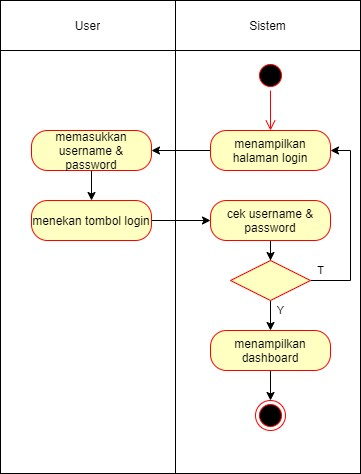 User
Sistem
menampilkan
halaman login
memasukkan
username &
password
menekan tombol login
cek username &
password
T
Y
menampilkan
dashboard